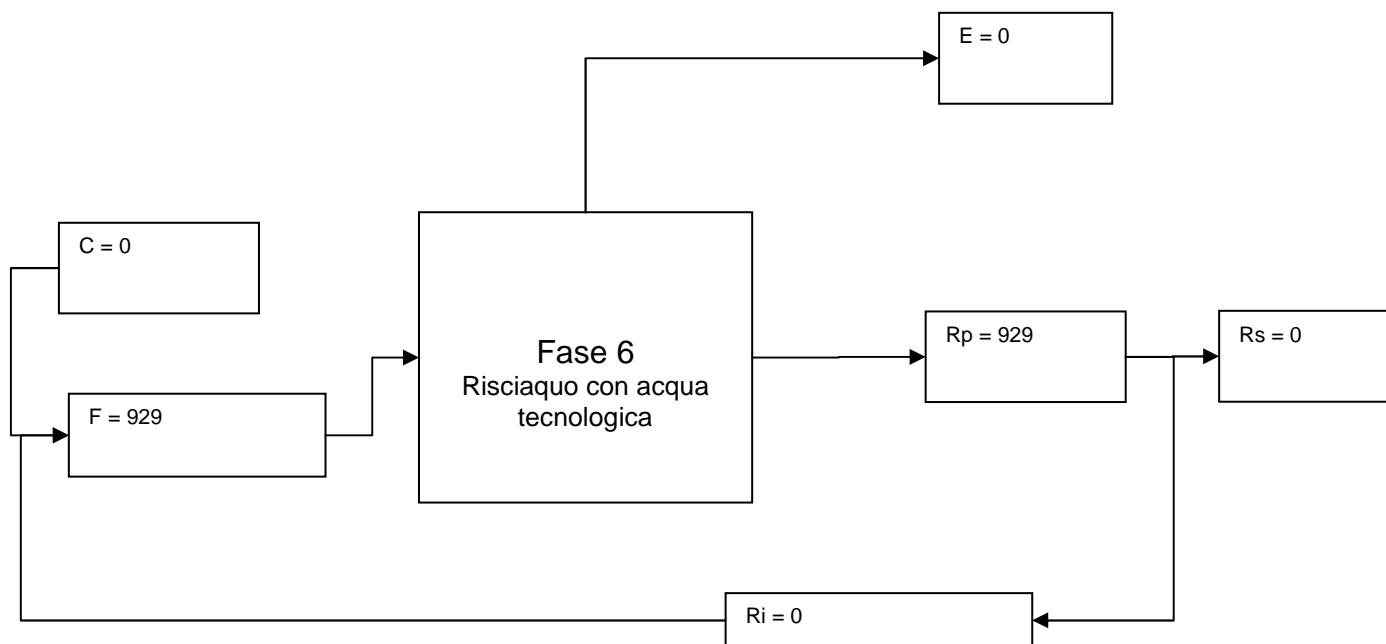 E = 0
C = 0
Fase 6
Risciaquo con acqua
tecnologica
Rp = 929
Rs = 0
F = 929
Ri = 0